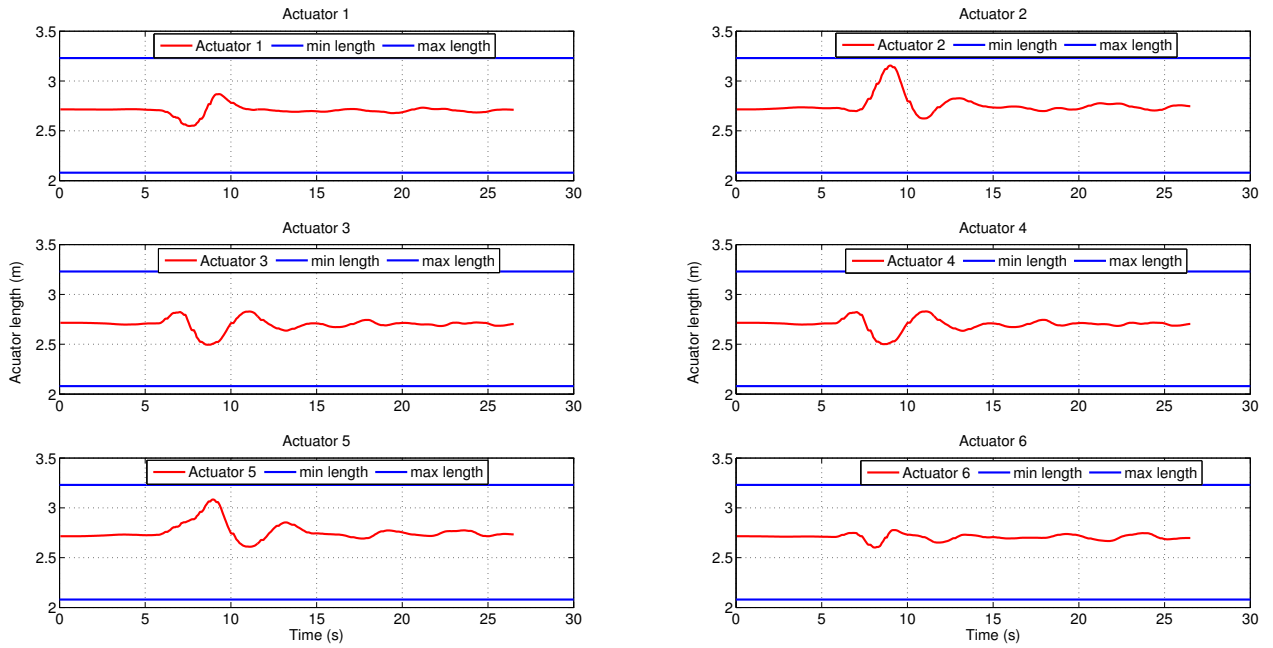 Actuator 1
3.5
3
2.5
2
Actuator 1 min length max length
0 5 10 15 20 25 30
Actuator 2
3.5
3
2.5
2
Actuator 2 min length max length
0 5 10 15 20 25 30
Actuator 3
Acuator length (m)
3.5
3
2.5
2
Actuator 3 min length max length
0 5 10 15 20 25 30
Actuator 4
Acuator length (m)
3.5
3
2.5
2
Actuator 4 min length max length
0 5 10 15 20 25 30
Actuator 5
3.5
3
2.5
2
Actuator 5 min length max length
0 5 10 15 20 25 30
Time (s)
Actuator 6
3.5
3
2.5
2
Actuator 6 min length max length
0 5 10 15 20 25 30
Time (s)